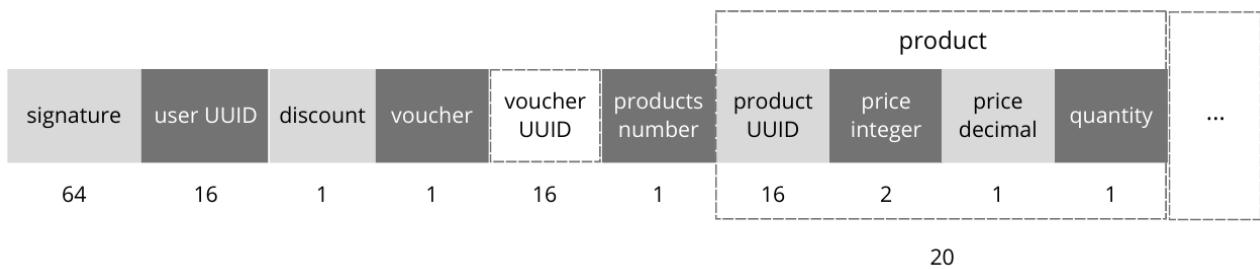 product
signature
user UUID
discount
voucher
voucher
UUID
products
number
product
UUID
price
integer
price
decimal
quantity
...
64
16
1
1
16
1
16
2
1
1
20